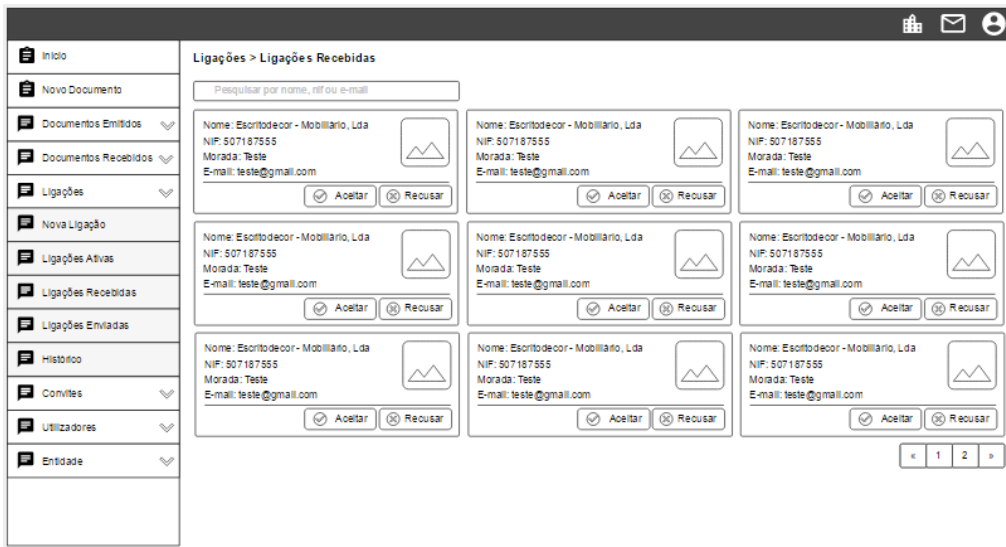 Início
Novo Documento
Documentos Emitidos
Documentos Recebidos
Ligações
Nova Ligação
Ligações Ativas
Ligações Recebidas
Ligações Enviadas
Histórico
Convites
Utilizadores
Entidade
Ligações > Ligações Recebidas
Pesquisar por nome, nif ou e-mail
Nome: Escritodecor - Mobiliário, Lda
NIF: 507187555
Morada: Teste
E-mail: teste@gmail.com
Aceitar Recusar
Nome: Escritodecor - Mobiliário, Lda
NIF: 507187555
Morada: Teste
E-mail: teste@gmail.com
Aceitar Recusar
Nome: Escritodecor - Mobiliário, Lda
NIF: 507187555
Morada: Teste
E-mail: teste@gmail.com
Aceitar Recusar
Nome: Escritodecor - Mobiliário, Lda
NIF: 507187555
Morada: Teste
E-mail: teste@gmail.com
Aceitar Recusar
Nome: Escritodecor - Mobiliário, Lda
NIF: 507187555
Morada: Teste
E-mail: teste@gmail.com
Aceitar Recusar
Nome: Escritodecor - Mobiliário, Lda
NIF: 507187555
Morada: Teste
E-mail: teste@gmail.com
Aceitar Recusar
Nome: Escritodecor - Mobiliário, Lda
NIF: 507187555
Morada: Teste
E-mail: teste@gmail.com
Aceitar Recusar
Nome: Escritodecor - Mobiliário, Lda
NIF: 507187555
Morada: Teste
E-mail: teste@gmail.com
Aceitar Recusar
Nome: Escritodecor - Mobiliário, Lda
NIF: 507187555
Morada: Teste
E-mail: teste@gmail.com
Aceitar Recusar
« 1 2 »